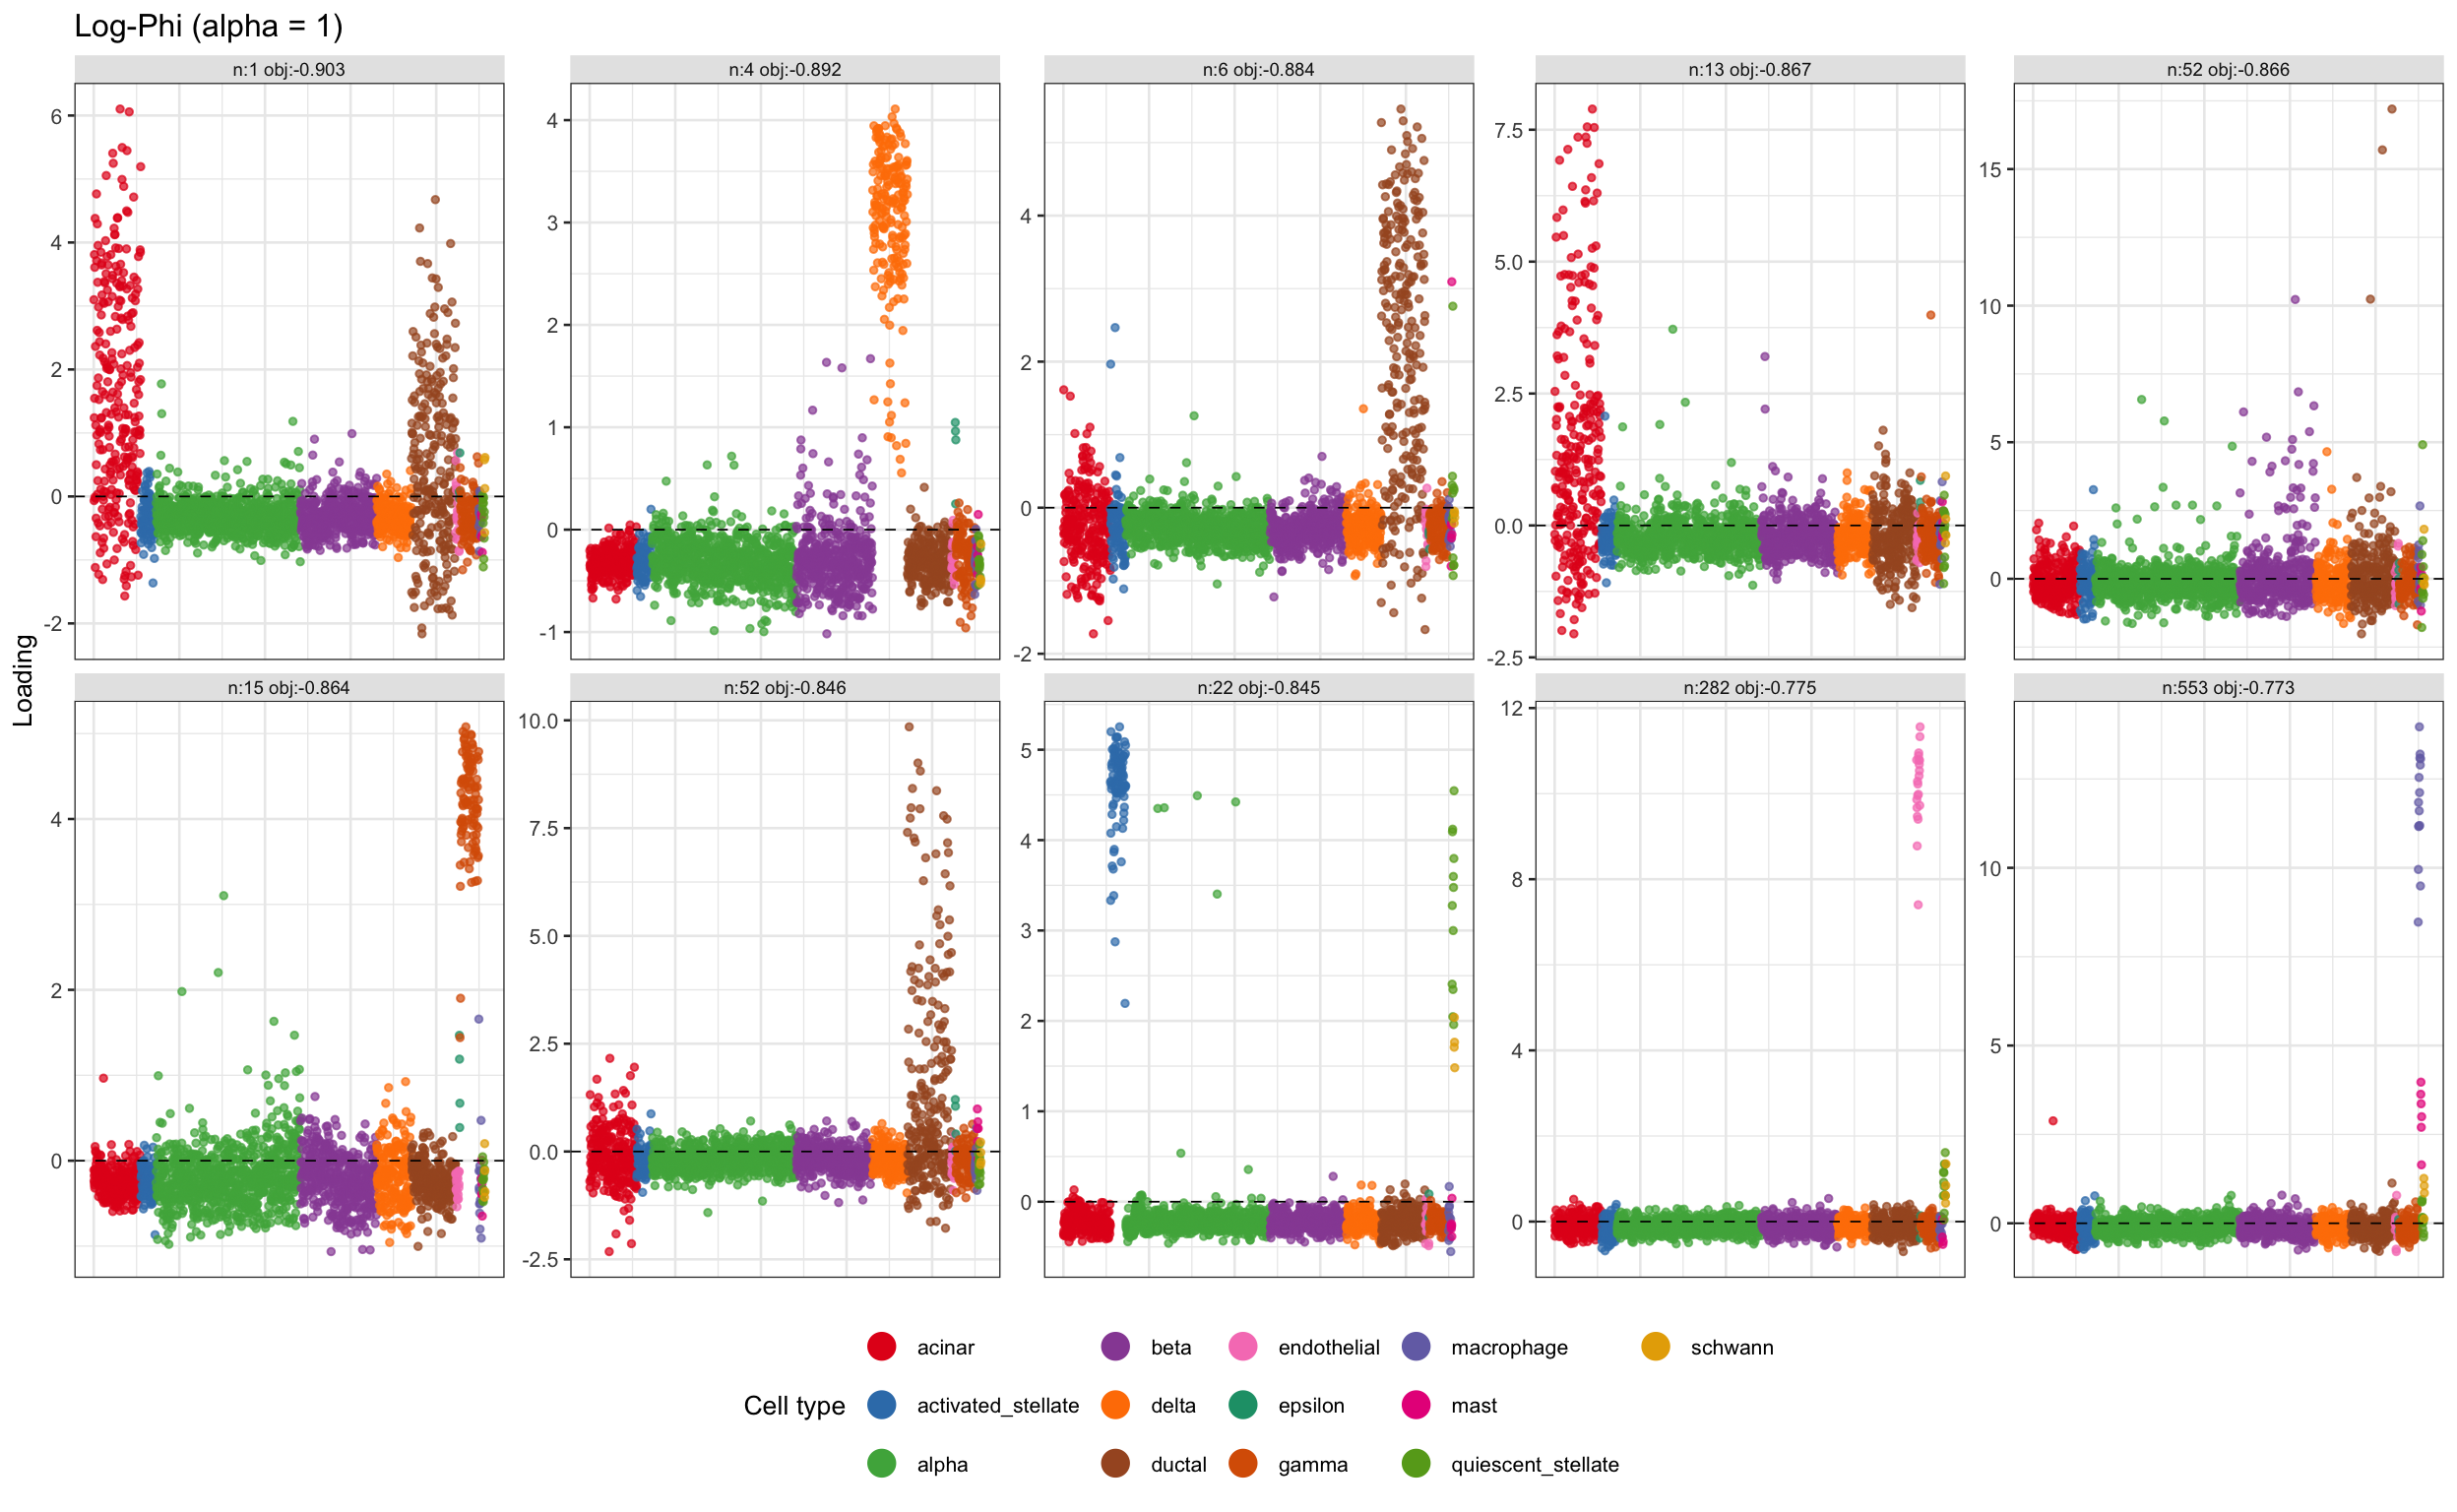 Log-Phi (alpha = 1)
n:1 obj:-0.903
n:4 obj:-0.892
n:6 obj:-0.884
n:13 obj:-0.867
n:52 obj:-0.866
6
4
2
0
-2
4
3
2
1
0
-1
4
2
0
-2
7.5
5.0
2.5
0.0
-2.5
15
10
5
0
Loading
n:15 obj:-0.864
n:52 obj:-0.846
n:22 obj:-0.845
n:282 obj:-0.775
n:553 obj:-0.773
4
2
0
10.0
7.5
5.0
2.5
0.0
-2.5
5
4
3
2
1
0
12
8
4
0
10
5
0
Cell type
acinar
activated_stellate
alpha
beta
delta
ductal
endothelial
epsilon
gamma
macrophage
mast
quiescent_stellate
schwann